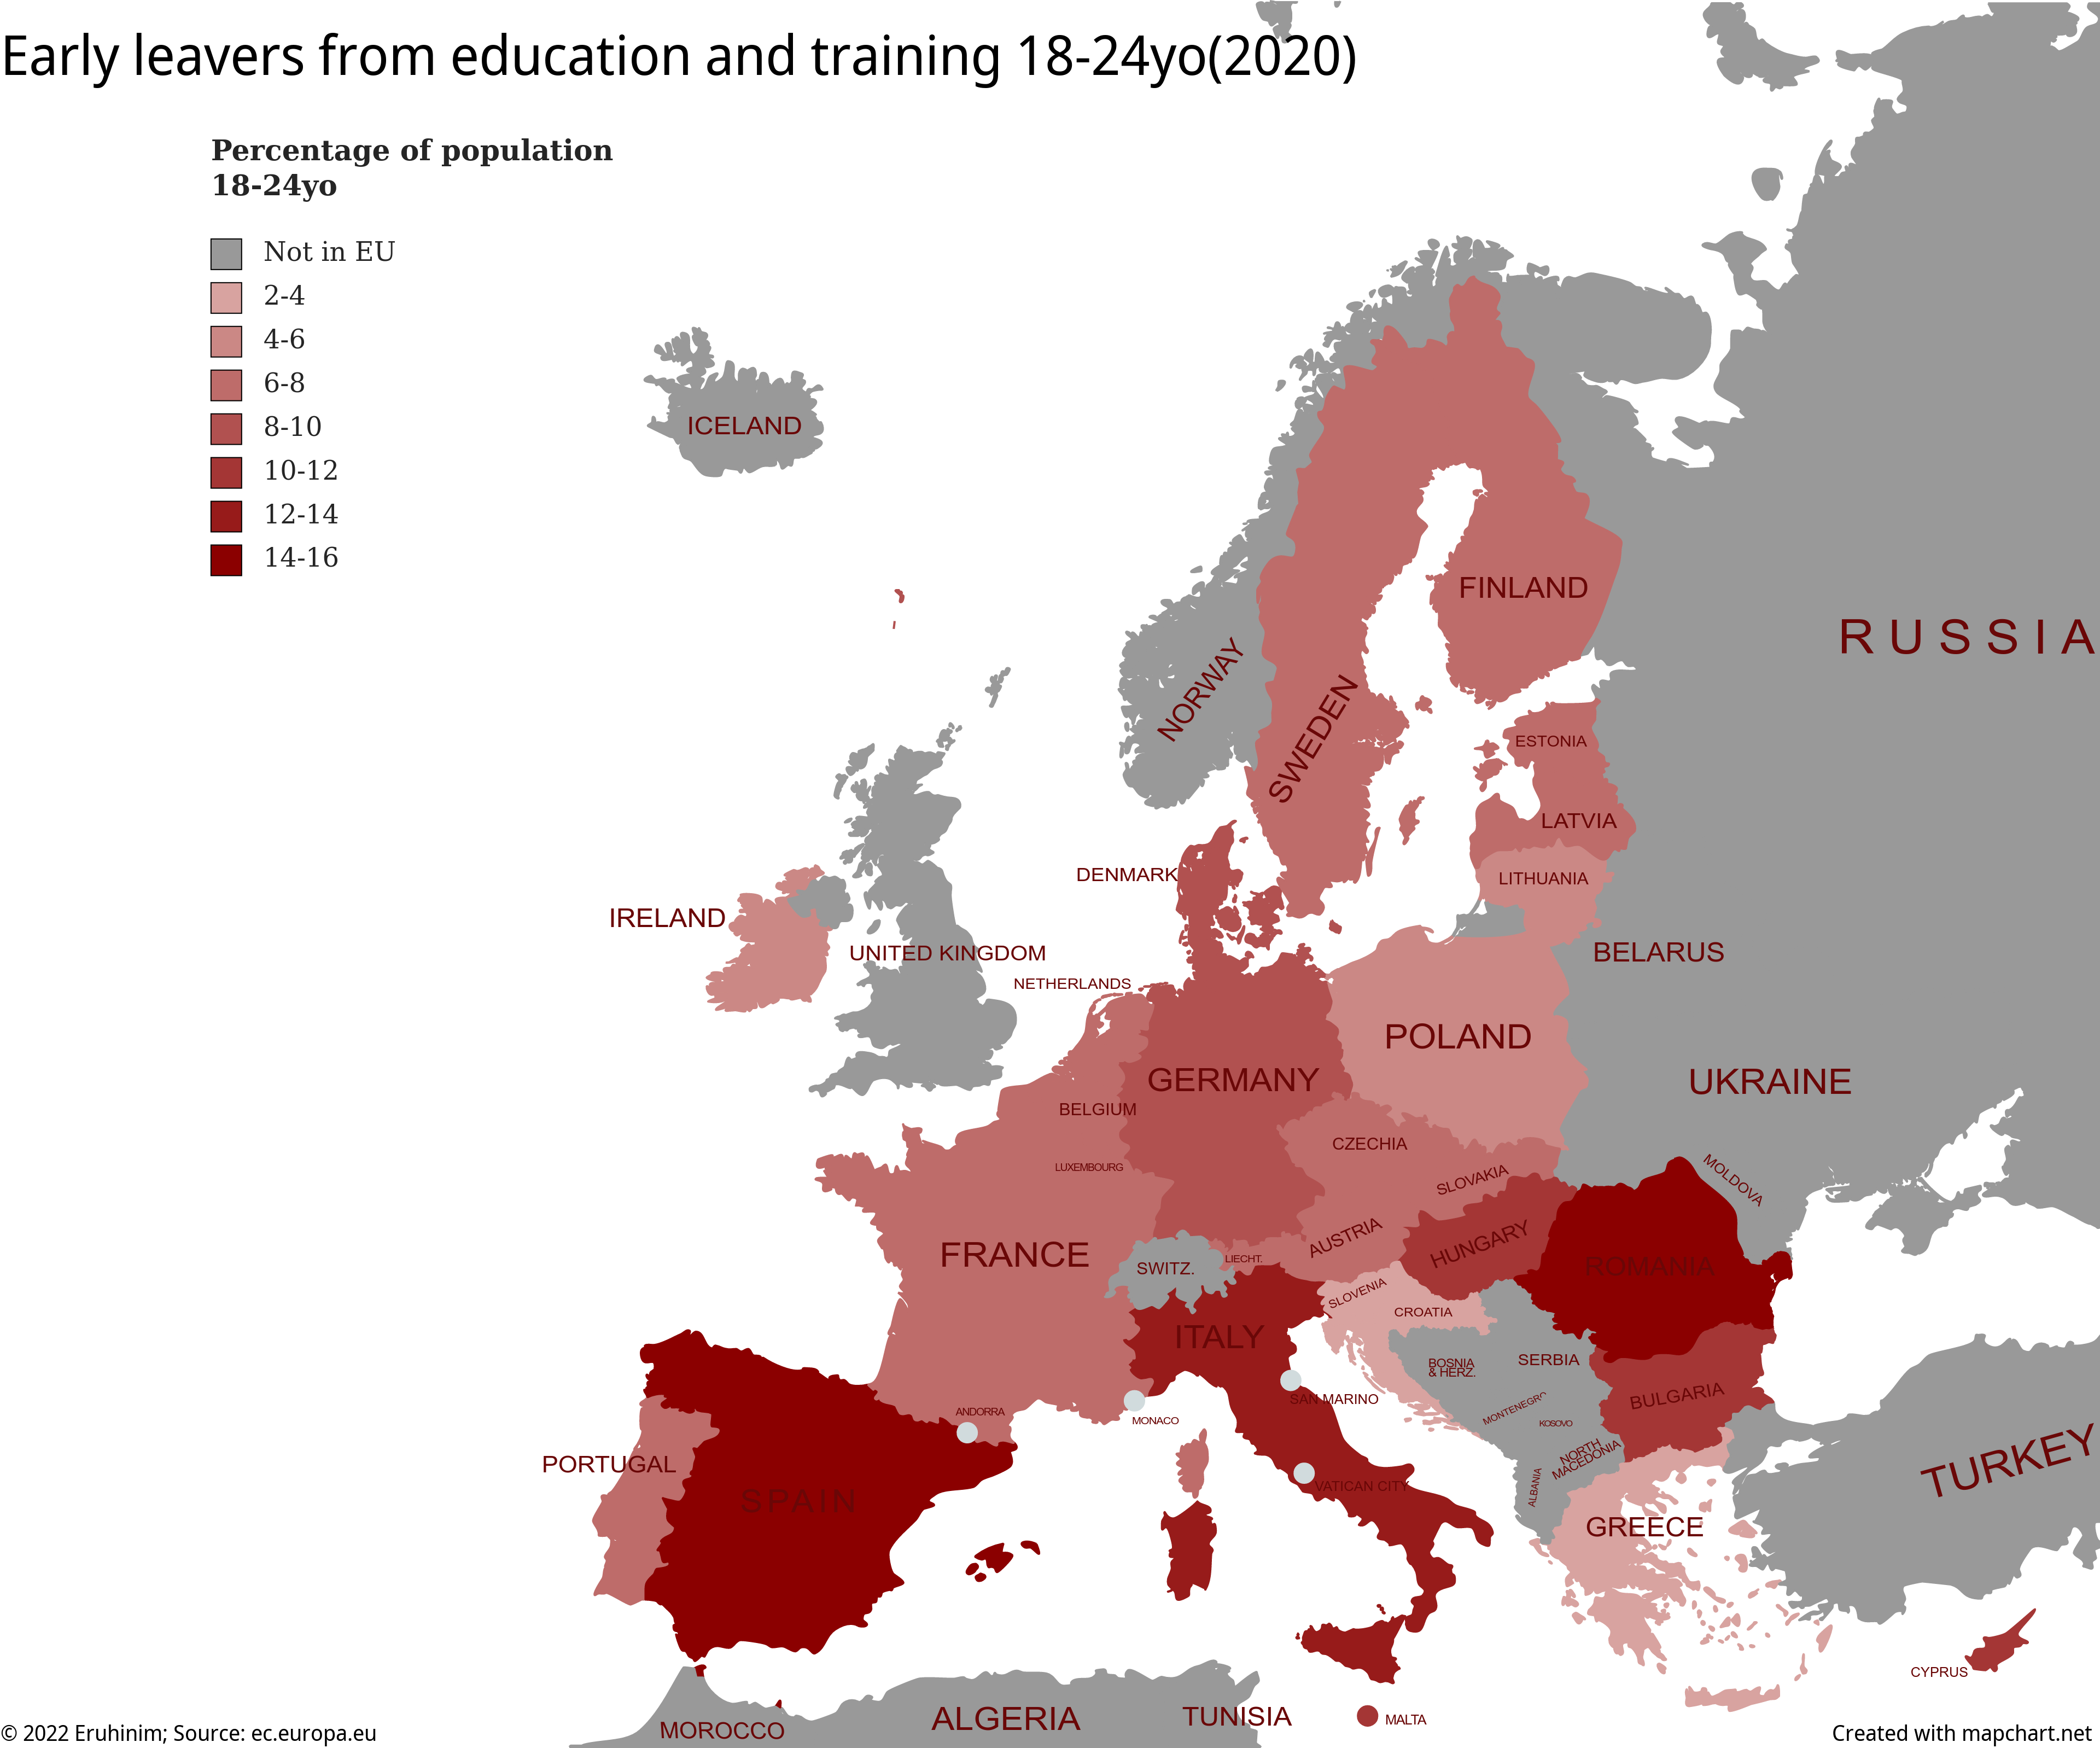 Early leavers from education and training 18-24yo(2020)
Percentage of population
18-24yo
Not in EU
2-4
4-6
6-8
8-10
10-12
12-14
14-16
ICELAND
FINLAND
RUSSIA
NORWAY
SWEDEN
ESTONIA
LATVIA
DENMARK
LITHUANIA
IRELAND
UNITED KINGDOM
BELARUS
NETHERLANDS
POLAND
GERMANY
UKRAINE
BELGIUM
CZECHIA
LUXEMBOURG
SLOVAKIA
MOLDOVA
FRANCE
AUSTRIA
HUNGARY
LIECHT.
SWITZ.
ROMANIA
SLOVENIA
CROATIA
ITALY
BOSNIA
& HERZ.
SERBIA
SAN MARINO
BULGARIA
ANDORRA
MONACO
MONTENEGRO
KOSOVO
NORTH
MACEDONIA
PORTUGAL
SPAIN
VATICAN CITY
ALBANIA
TURKEY
GREECE
CYPRUS
MOROCCO
ALGERIA
TUNISIA
MALTA
© 2022 Eruhinim; Source: ec.europa.eu
Created with mapchart.net